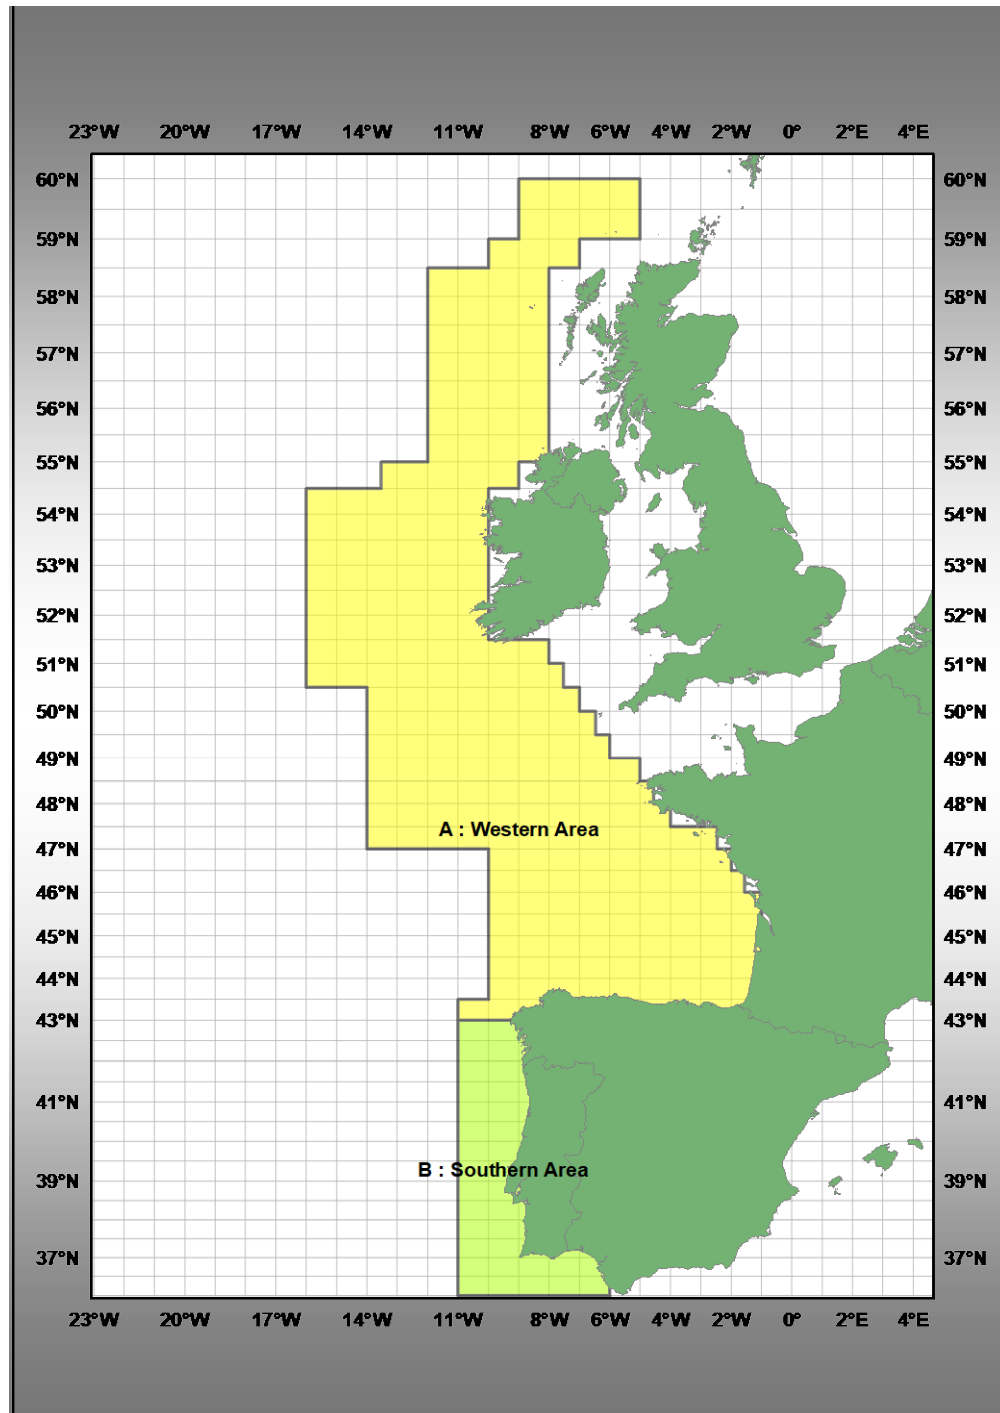 23°W 20°W 17°W 14°W 11°W 8°W 6°W 4°W 2°W 0° 2°E 4°E
60°N 60°N
59°N 59°N
58°N 58°N
57°N 57°N
56°N 56°N
55°N 55°N
54°N 54°N
53°N 53°N
52°N 52°N
51°N 51°N
50°N 50°N
49°N 49°N
48°N 48°N
A : Western Area
47°N 47°N
46°N 46°N
45°N 45°N
44°N 44°N
43°N 43°N
41°N 41°N
B : Southern Area
39°N 39°N
37°N 37°N
23°W 20°W 17°W 14°W 11°W 8°W 6°W 4°W 2°W 0° 2°E 4°E